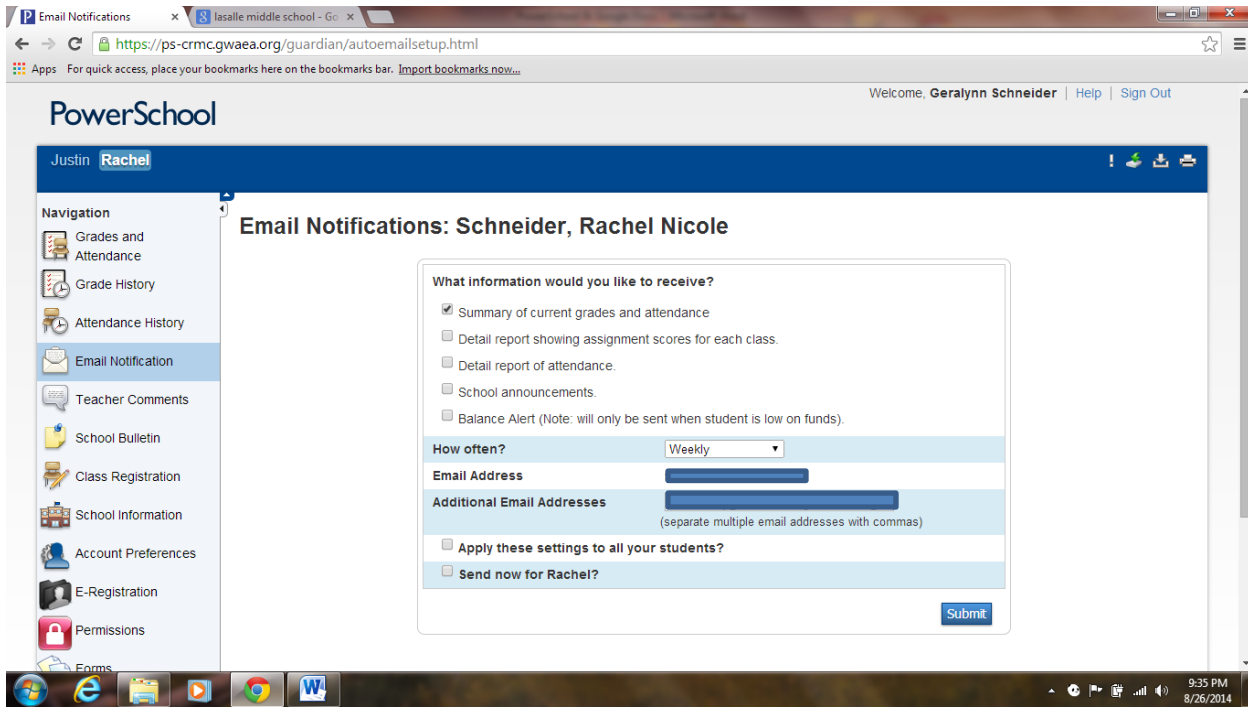 Email Notifications
lasalle middle school - Go
https://ps-crmc.gwaea.org/guardian/autoemailsetup.html
Apps For quick access, place your bookmarks here on the bookmarks bar. Import bookmarks now...
Welcome, Geralynn Schneider | Help | Sign Out
PowerSchool
Justin Rachel
Navigation
Grades and
Attendance
Grade History
Attendance History
Email Notification
Teacher Comments
School Bulletin
Class Registration
School Information
Account Preferences
E-Registration
Permissions
Forms
Email Notifications: Schneider, Rachel Nicole
What information would you like to receive?
Summary of current grades and attendance
Detail report showing assignment scores for each class.
Detail report of attendance.
School announcements.
Balance Alert (Note: will only be sent when student is low on funds).
How often? Weekly
Email Address
Additional Email Addresses
(separate multiple email addresses with commas)
Apply these settings to all your students?
Send now for Rachel?
Submit
9:35 PM
8/26/2014